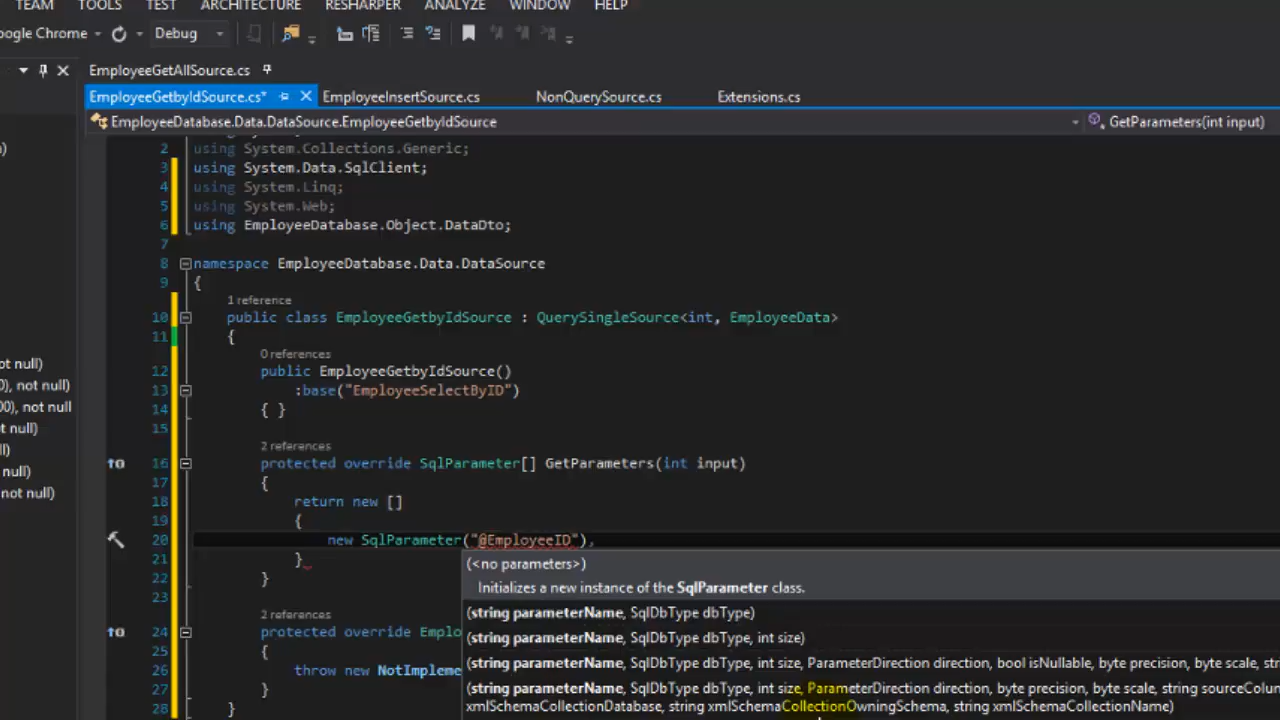 TEAM TOOLS TEST ARCHITECTURE RESHARPER ANALYZE WINDOW HELP
oogle Chrome Debug
EmployeeGetAllSource.cs
EmployeeGetbyIdSource.cs* EmployeeInsertSource.cs NonQuerySource.cs Extensions.cs
EmployeeDatabase.Data.DataSource.EmployeeGetbyIdSource GetParameters(int input)
2 using System.Collections.Generic;
3 using System.Data.SqlClient;
4 using System.Linq;
5 using System.Web;
6 using EmployeeDatabase.Object.DataDto;
7
8 namespace EmployeeDatabase.Data.DataSource
9 {
1 reference
10 public class EmployeeGetbyIdSource : QuerySingleSource<int, EmployeeData>
11 {
0 references
12 public EmployeeGetbyIdSource()
13 :base("EmployeeSelectByID")
14 { }
15
2 references
16 protected override SqlParameter[] GetParameters(int input)
17 {
18 return new []
19 {
20 new SqlParameter("@EmployeeID"),
21 }
22 }
23
2 references
24 protected override Emplo
25 {
26 throw new NotImpleme
27 }
28 }
(<no parameters>)
Initializes a new instance of the SqlParameter class.
(string parameterName, SqlDbType dbType)
(string parameterName, SqlDbType dbType, int size)
(string parameterName, SqlDbType dbType, int size, ParameterDirection direction, bool isNullable, byte precision, byte scale, st
(string parameterName, SqlDbType dbType, int size, ParameterDirection direction, byte precision, byte scale, string sourceColu
xmlSchemaCollectionDatabase, string xmlSchemaCollectionOwningSchema, string xmlSchemaCollectionName)
)
ot null)
0), not null)
00), not null
ot null)
l)
null)
not null)